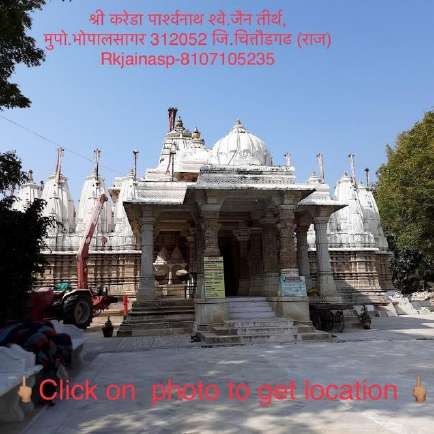 श्री करेडा पार्श्वनाथ श्वे.जैन तीर्थ,
मुपो.भोपालसागर 312052 जि.चित्तौडगढ (राज)
Rkjainasp-8107105235
👆🏼Click on photo to get location 👆🏼